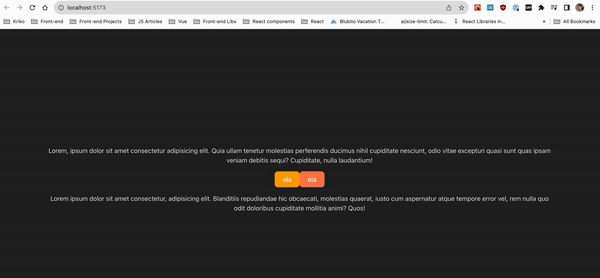 localhost:5173
Kriko Front-end Front-end Projects JS Articles Vue Front-end Libs React components React Blubito Vacation T... ai/size-limit: Calcu... React Libraries in... » All Bookmarks
Lorem, ipsum dolor sit amet consectetur adipisicing elit. Quia ullam tenetur molestias perferendis ducimus nihil cupiditate nesciunt, odio vitae excepturi quasi sunt quas ipsam
veniam debitis sequi? Cupiditate, nulla laudantium!
ola ola
Lorem ipsum dolor sit amet consectetur, adipisicing elit. Blanditiis repudiandae hic obcaecati, molestias quaerat, iusto cum aspernatur atque tempore error vel, rem nulla quo
odit doloribus cupiditate mollitia animi? Quos!